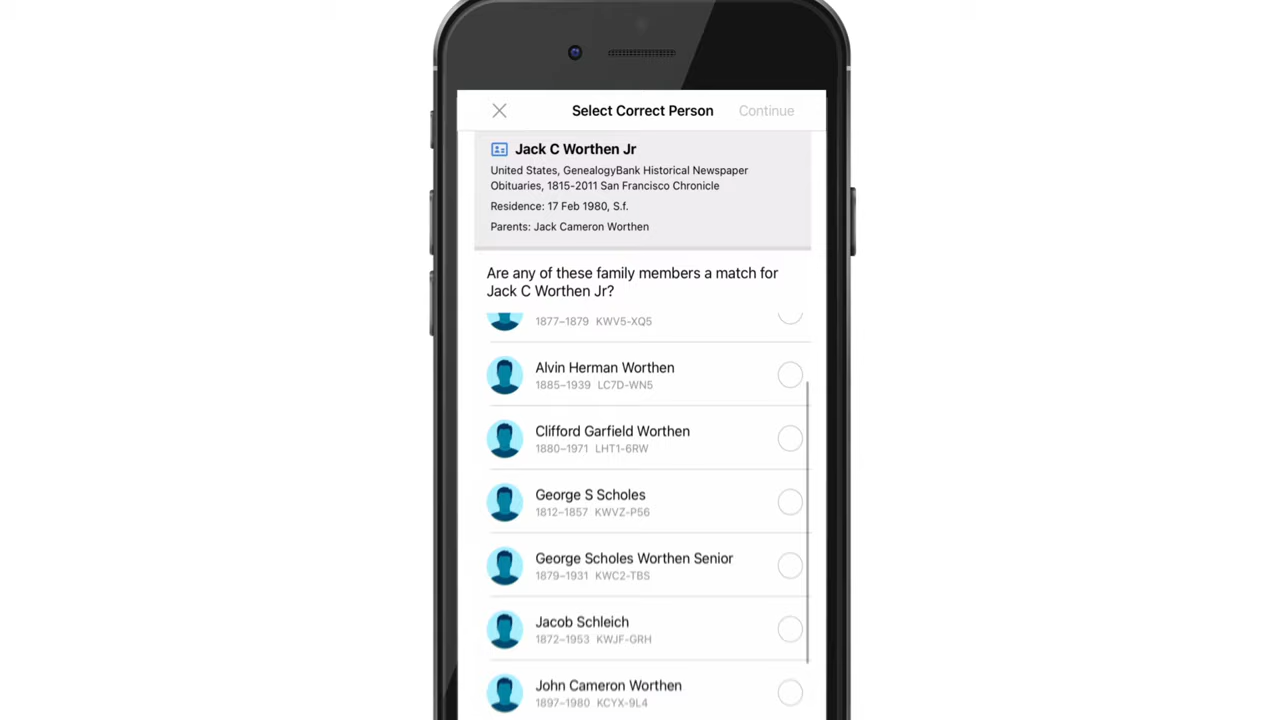 Select Correct Person
Continue
Jack C Worthen Jr
United States, GenealogyBank Historical Newspaper
Obituaries, 1815-2011 San Francisco Chronicle
Residence: 17 Feb 1980, S.f.
Parents: Jack Cameron Worthen
Are any of these family members a match for
Jack C Worthen Jr?
1877–1879 KWV5-XQ5
Alvin Herman Worthen
1885–1939 LC7D-WN5
Clifford Garfield Worthen
1880–1971 LHT1-6RW
George S Scholes
1812–1857 KWVZ-P56
George Scholes Worthen Senior
1879–1931 KWC2-TBS
Jacob Schleich
1872–1953 KWJF-GRH
John Cameron Worthen
1897–1980 KCYX-9L4